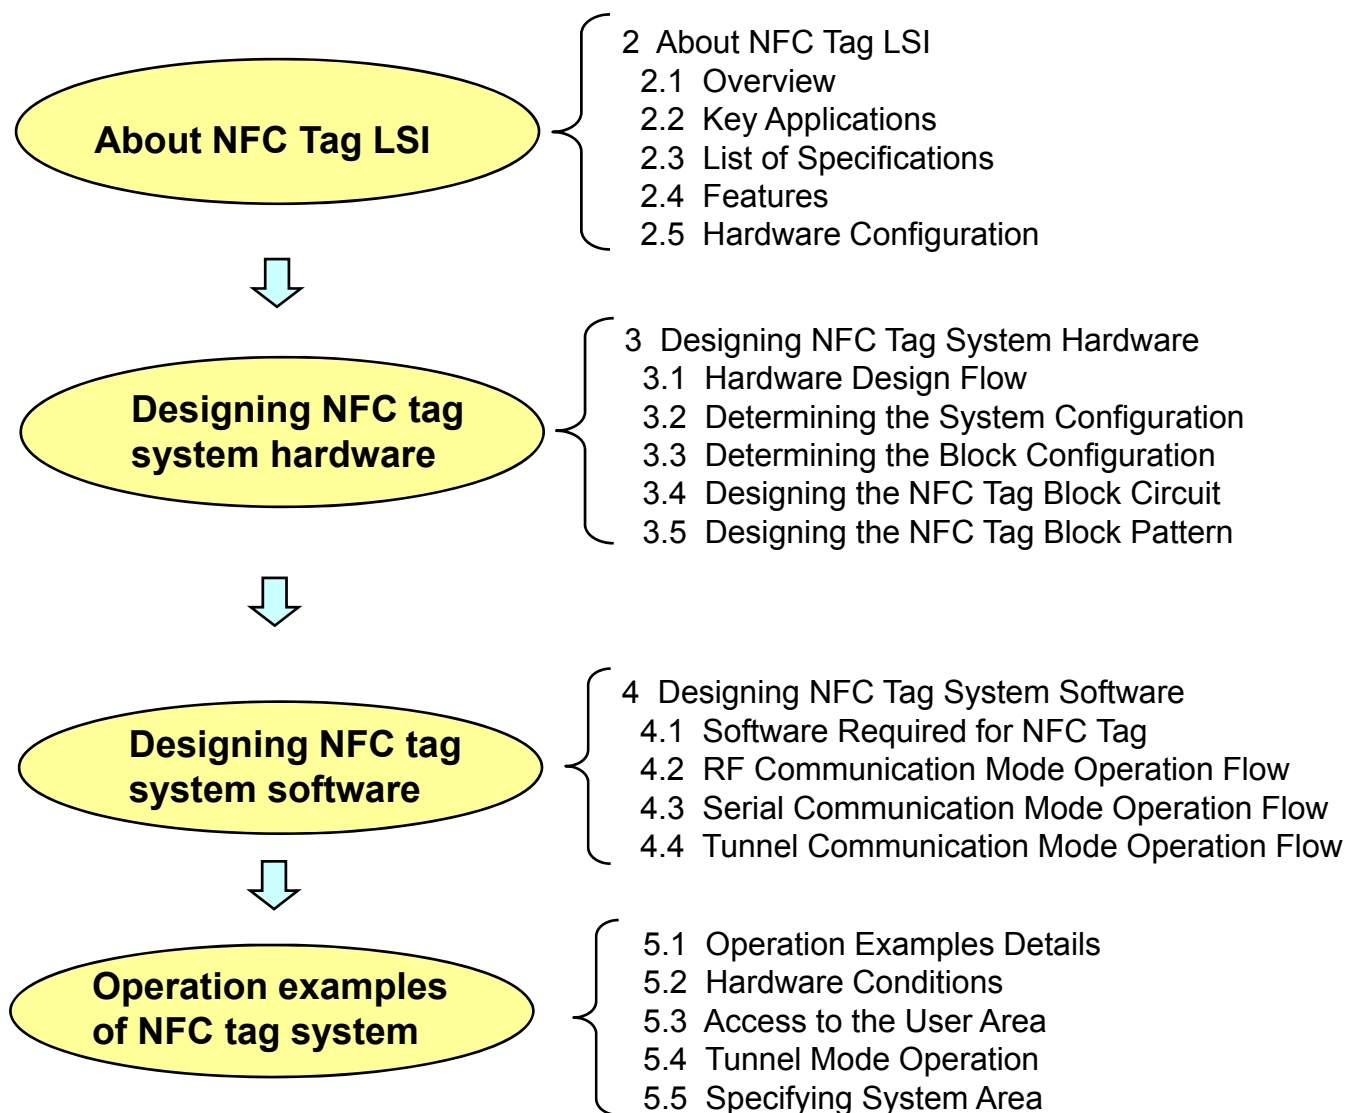 About NFC Tag LSI
2 About NFC Tag LSI
2.1 Overview
2.2 Key Applications
2.3 List of Specifications
2.4 Features
2.5 Hardware Configuration
Designing NFC tag
system hardware
3 Designing NFC Tag System Hardware
3.1 Hardware Design Flow
3.2 Determining the System Configuration
3.3 Determining the Block Configuration
3.4 Designing the NFC Tag Block Circuit
3.5 Designing the NFC Tag Block Pattern
Designing NFC tag
system software
4 Designing NFC Tag System Software
4.1 Software Required for NFC Tag
4.2 RF Communication Mode Operation Flow
4.3 Serial Communication Mode Operation Flow
4.4 Tunnel Communication Mode Operation Flow
Operation examples
of NFC tag system
5.1 Operation Examples Details
5.2 Hardware Conditions
5.3 Access to the User Area
5.4 Tunnel Mode Operation
5.5 Specifying System Area